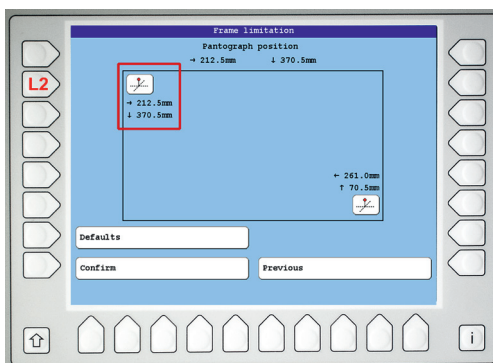 Frame limitation
Pantograph position
→ 212.5mm ↓ 370.5mm
L2
→ 212.5mm
↓ 370.5mm
← 261.0mm
↑ 70.5mm
Defaults
Confirm Previous
i